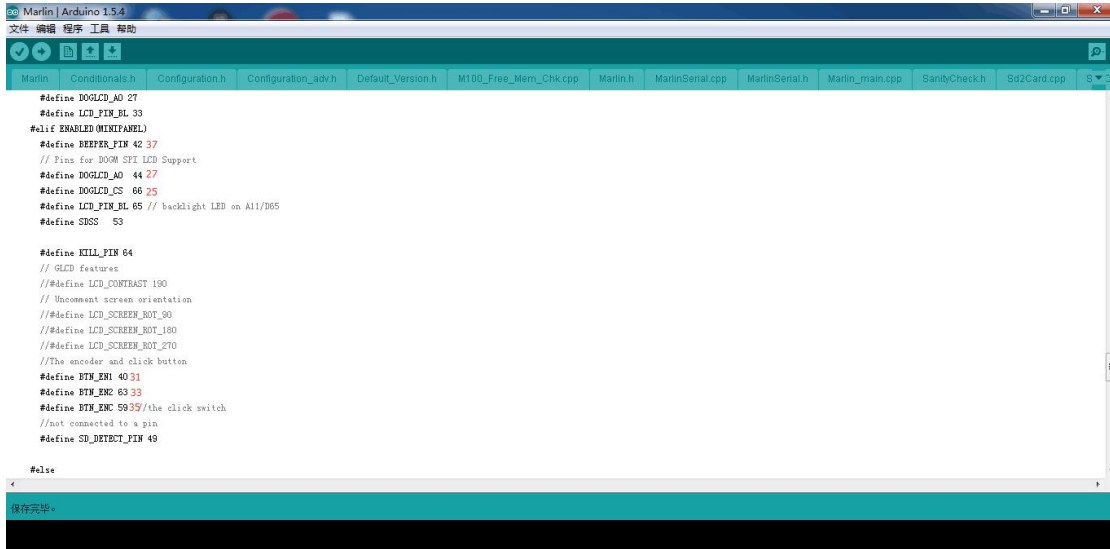 Marlin | Arduino 1.5.4
文件 编辑 程序 工具 帮助
Marlin Conditionals.h Configuration.h Configuration_adv.h Default_Version.h M100_Free_Mem_Chk.cpp Marlin.h MarlinSerial.cpp MarlinSerial.h Marlin_main.cpp SanityCheck.h Sd2Card.cpp S
#define DOGLCD_A0 27
#define LCD_PIN_BL 33
#elif ENABLED(MINIPANEL)
#define BEEPER_PIN 42 37
// Pins for DOGM SPI LCD Support
#define DOGLCD_A0 44 27
#define DOGLCD_CS 66 25
#define LCD_PIN_BL 65 // backlight LED on A11/D65
#define SDSS 53
#define KILL_PIN 64
// GLCD features
//#define LCD_CONTRAST 190
// Uncomment screen orientation
//#define LCD_SCREEN_ROT_90
//#define LCD_SCREEN_ROT_180
//#define LCD_SCREEN_ROT_270
//The encoder and click button
#define BTN_EN1 40 31
#define BTN_EN2 63 33
#define BTN_ENC 59 35//the click switch
//not connected to a pin
#define SD_DETECT_PIN 49
#else
保存完毕。